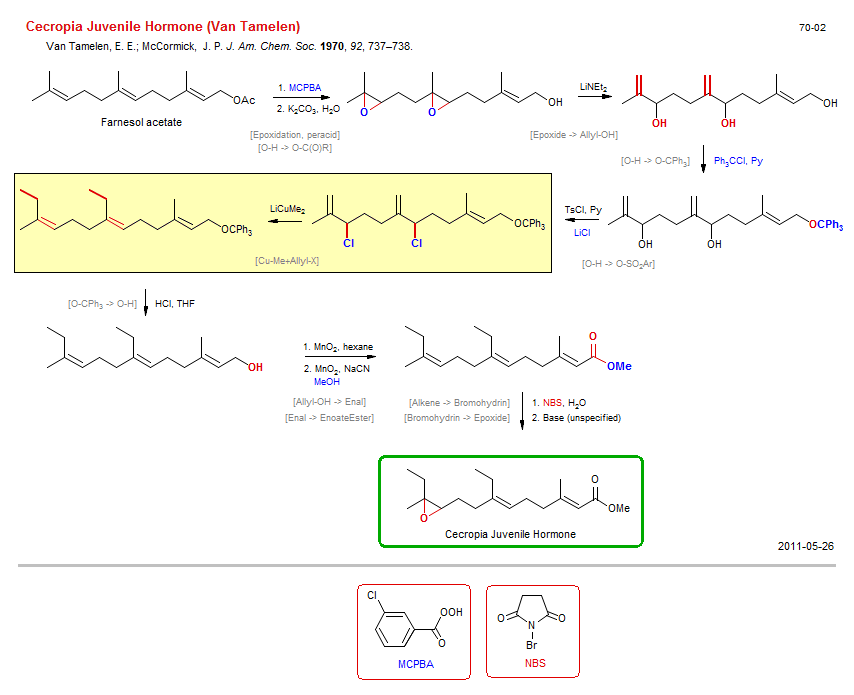 Cecropia Juvenile Hormone (Van Tamelen)
70-02
Van Tamelen, E. E.; McCormick, J. P. J. Am. Chem. Soc. 1970, 92, 737–738.
OAc
Farnesol acetate
1. MCPBA
2. K₂CO₃, H₂O
[Epoxidation, peracid]
[O-H -> O-C(O)R]
O
O
OH
LiNEt₂
[Epoxide -> Allyl-OH]
OH
OH
OH
[O-H -> O-CPh₃]
Ph₃CCl, Py
OCPh₃
OH
OH
TsCl, Py
LiCl
[O-H -> O-SO₂Ar]
OCPh₃
Cl
Cl
LiCuMe₂
[Cu-Me+Allyl-X]
OCPh₃
[O-CPh₃ -> O-H]
HCl, THF
OH
1. MnO₂, hexane
2. MnO₂, NaCN
MeOH
[Allyl-OH -> Enal]
[Enal -> EnoateEster]
O
OMe
[Alkene -> Bromohydrin]
[Bromohydrin -> Epoxide]
1. NBS, H₂O
2. Base (unspecified)
O
O
OMe
Cecropia Juvenile Hormone
2011-05-26
Cl
OOH
O
MCPBA
O
O
N
Br
NBS